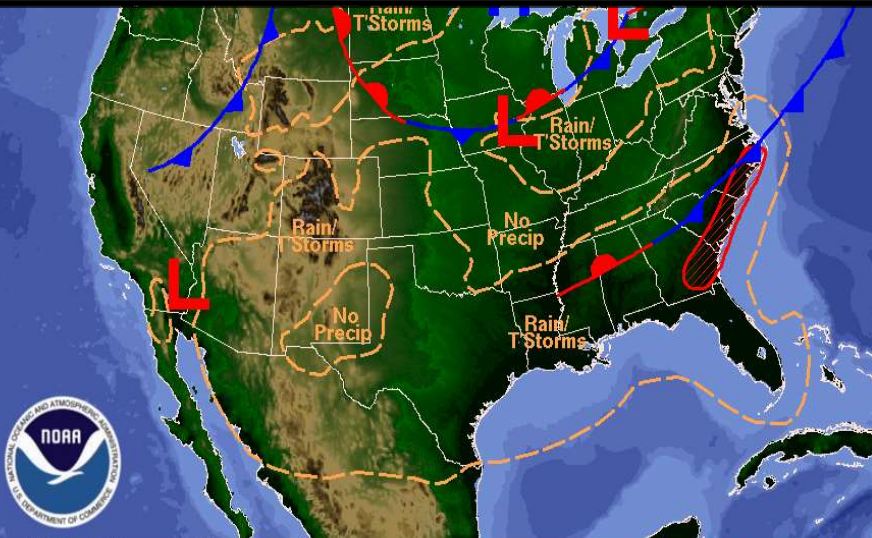 Rain/
T'Storms
L
L
Rain/
T'Storms
No
Precip
Rain/
T'Storms
L
No
Precip
Rain/
T'Storms
NATIONAL OCEANIC AND ATMOSPHERIC ADMINISTRATION
NOAA
U.S. DEPARTMENT OF COMMERCE